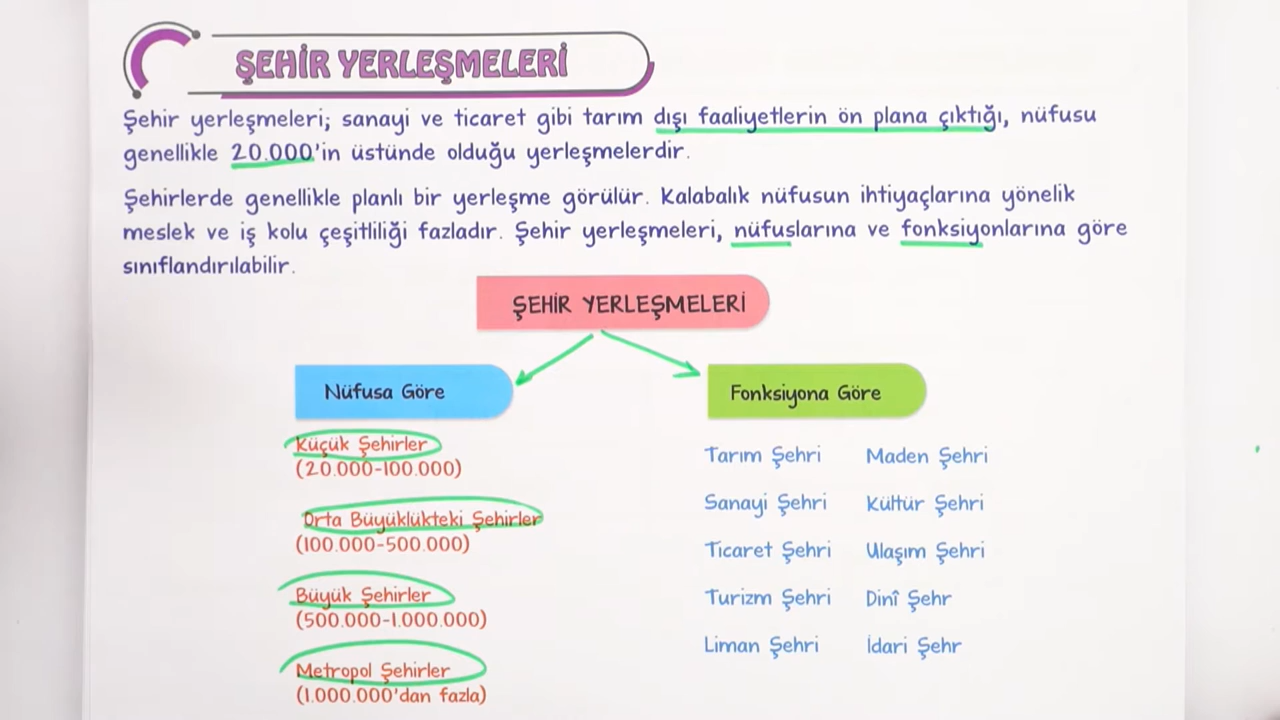 ŞEHİR YERLEŞMELERİ
Şehir yerleşmeleri; sanayi ve ticaret gibi tarım dışı faaliyetlerin ön plana çıktığı, nüfusu
genellikle 20.000'in üstünde olduğu yerleşmelerdir.
Şehirlerde genellikle planlı bir yerleşme görülür. Kalabalık nüfusun ihtiyaçlarına yönelik
meslek ve iş kolu çeşitliliği fazladır. Şehir yerleşmeleri, nüfuslarına ve fonksiyonlarına göre
sınıflandırılabilir.
ŞEHİR YERLEŞMELERİ
Nüfusa Göre
Küçük Şehirler
(20.000-100.000)
Orta Büyüklükteki Şehirler
(100.000-500.000)
Büyük Şehirler
(500.000-1.000.000)
Metropol Şehirler
(1.000.000'dan fazla)
Fonksiyona Göre
Tarım Şehri Maden Şehri
Sanayi Şehri Kültür Şehri
Ticaret Şehri Ulaşım Şehri
Turizm Şehri Dinî Şehr
Liman Şehri İdari Şehr